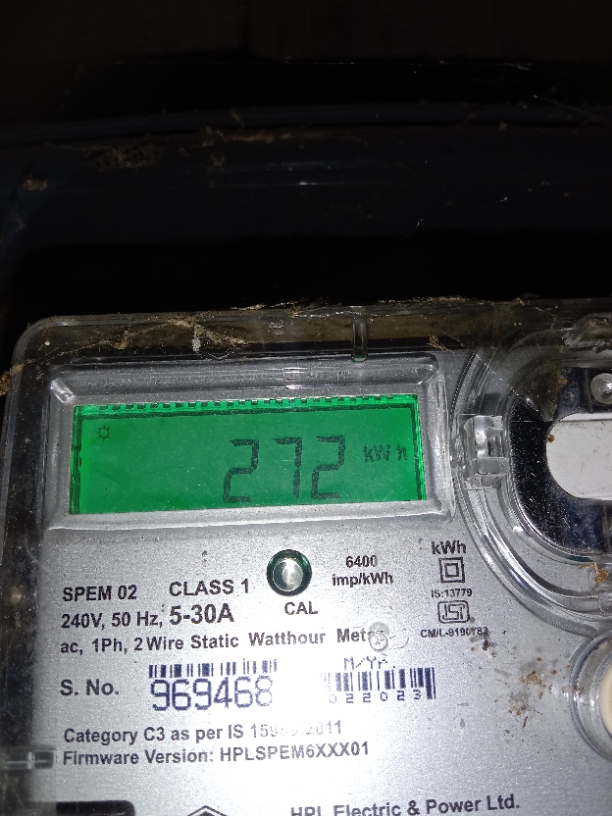 272 kWh
SPEM 02 CLASS 1
6400
imp/kWh
kWh
240V, 50 Hz, 5-30A
CAL
IS:13779
ISI
ac, 1Ph, 2 Wire Static Watthour
M/Yr.
S. No. 969468
022023
Category C3 as per IS
Firmware Version: HPLSPEM6XXX01
HPL Electric & Power Ltd.